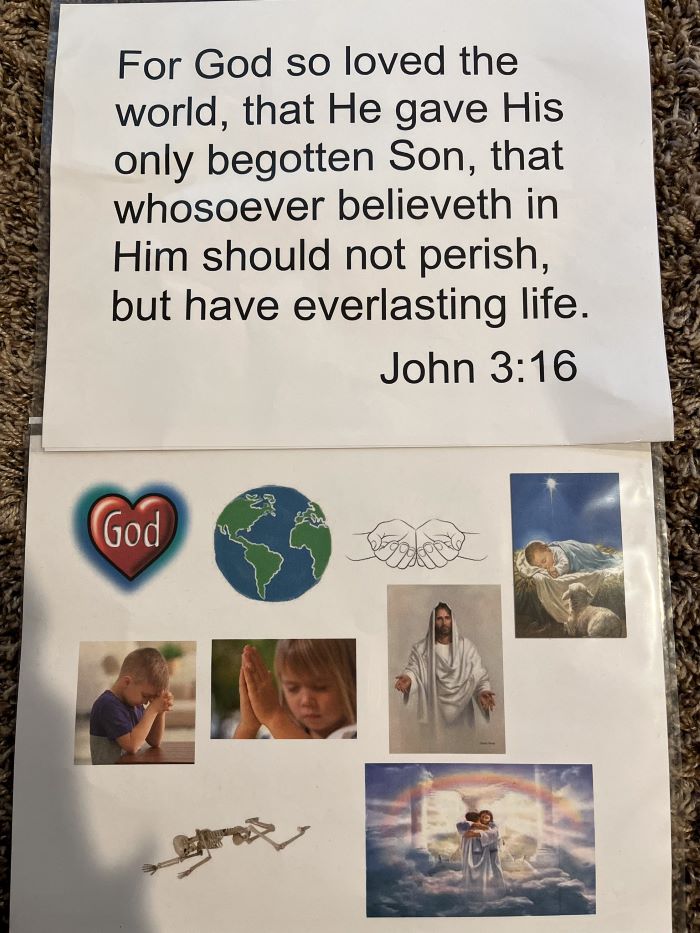 For God so loved the
world, that He gave His
only begotten Son, that
whosoever believeth in
Him should not perish,
but have everlasting life.
John 3:16
God